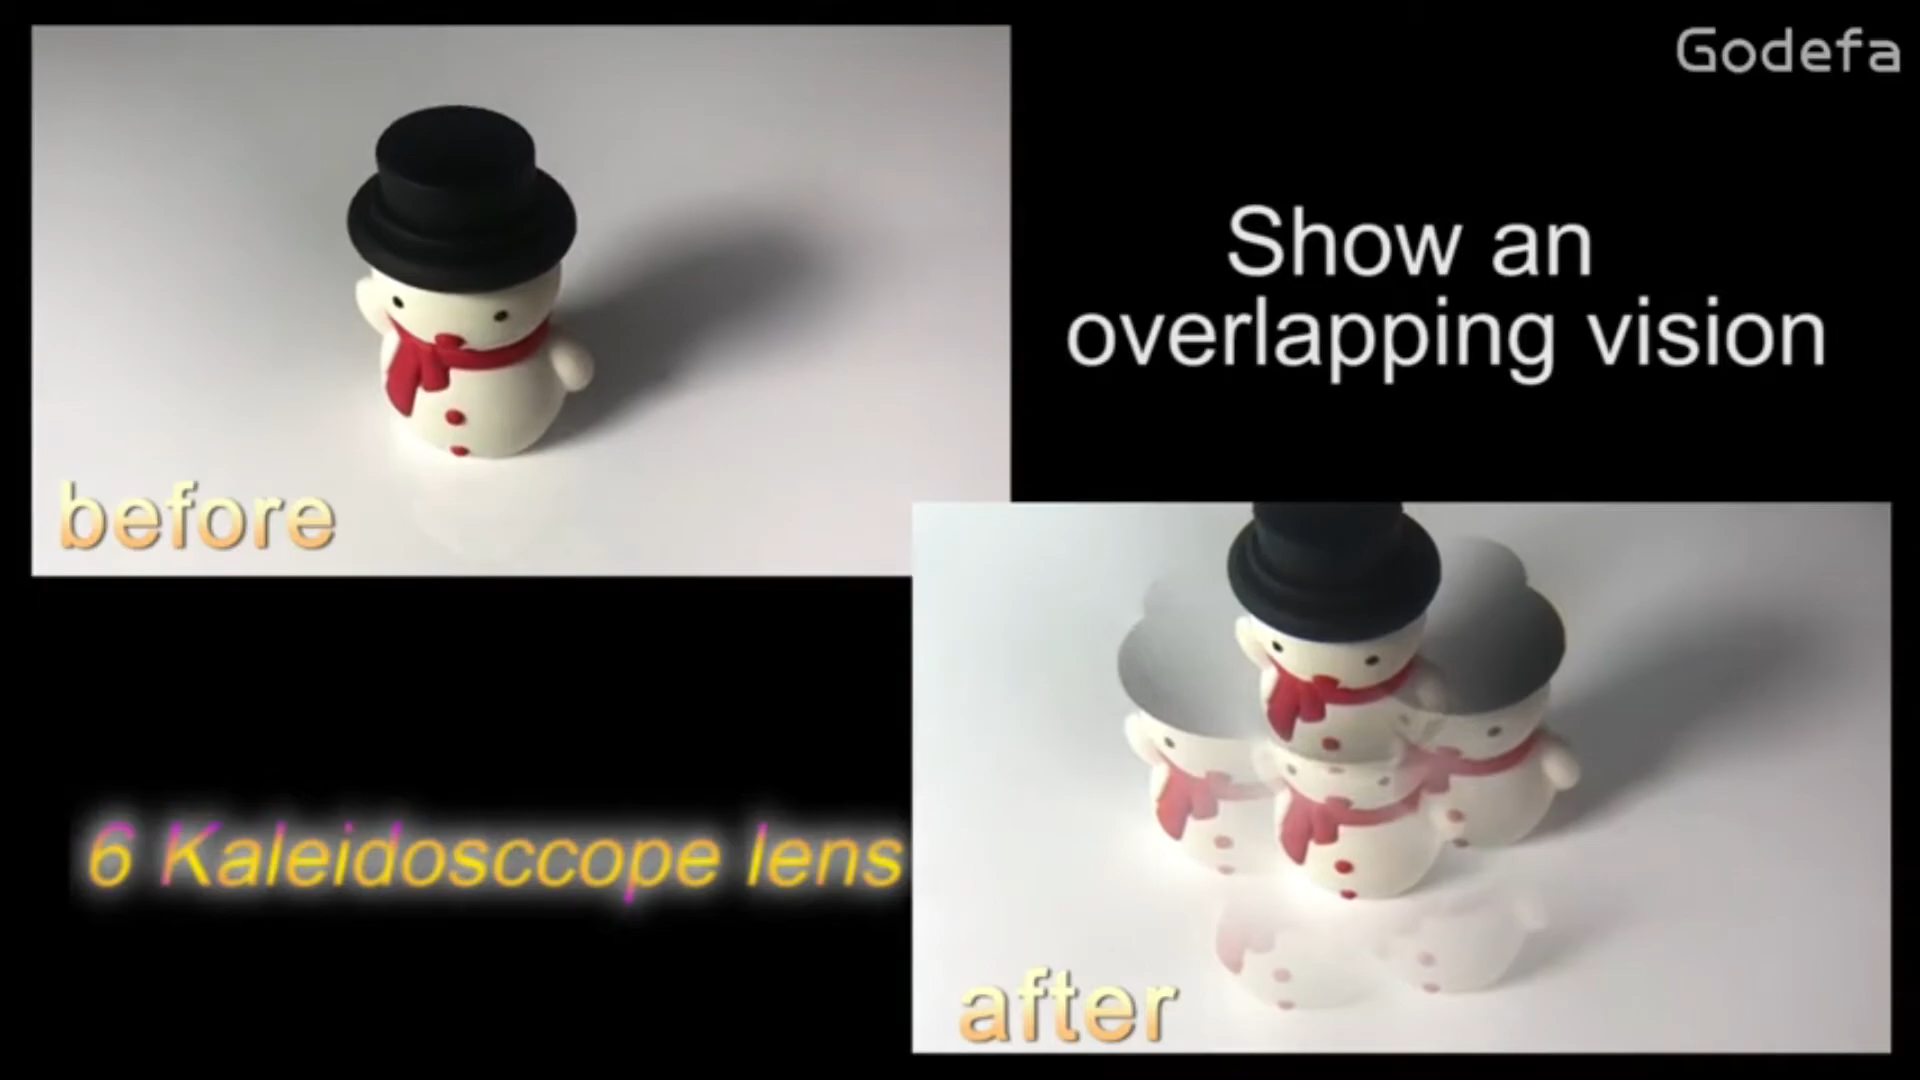 Godefa
Show an
overlapping vision
before
6 Kaleidosccope lens
after